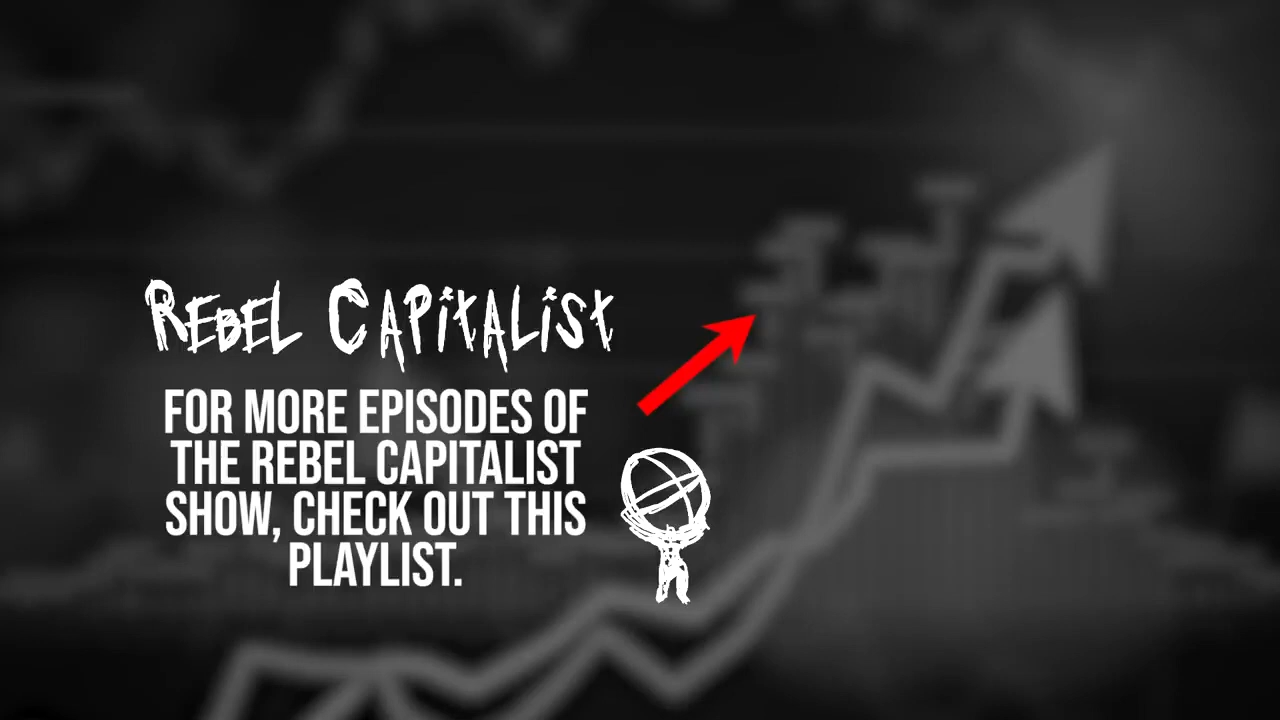 REBEL CAPITALIST
FOR MORE EPISODES OF
THE REBEL CAPITALIST
SHOW, CHECK OUT THIS
PLAYLIST.